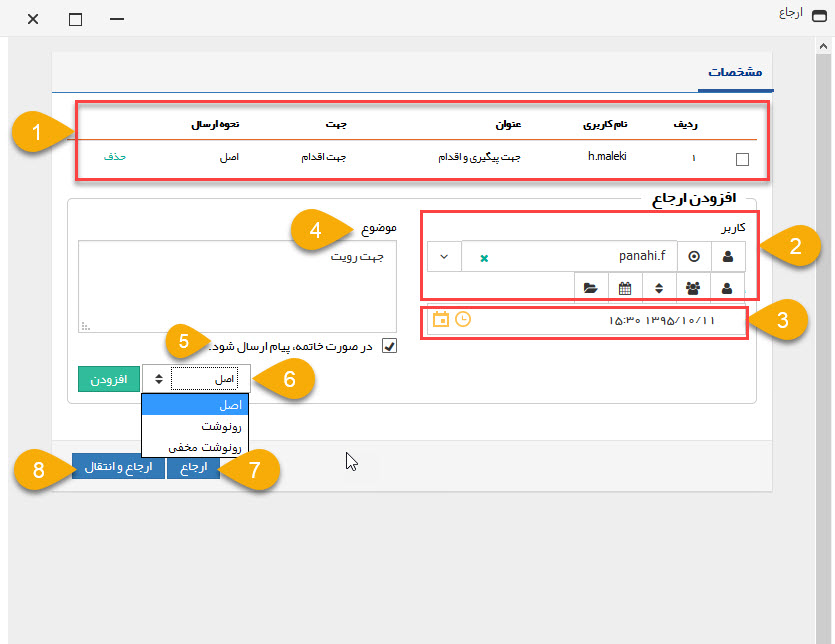 ارجاع
مشخصات
ردیف نام کاربری عنوان جهت نحوه ارسال
1
۱ h.maleki جهت پیگیری و اقدام جهت اقدام اصل حذف
افزودن ارجاع
کاربر
2
panahi.f
۱۳۹۵/۱۰/۱۱ ۱۵:۳۰
3
موضوع
4
جهت رویت
در صورت خاتمه، پیام ارسال شود.
5
اصل
6
افزودن
اصل
رونوشت
رونوشت مخفی
ارجاع
7
ارجاع و انتقال
8